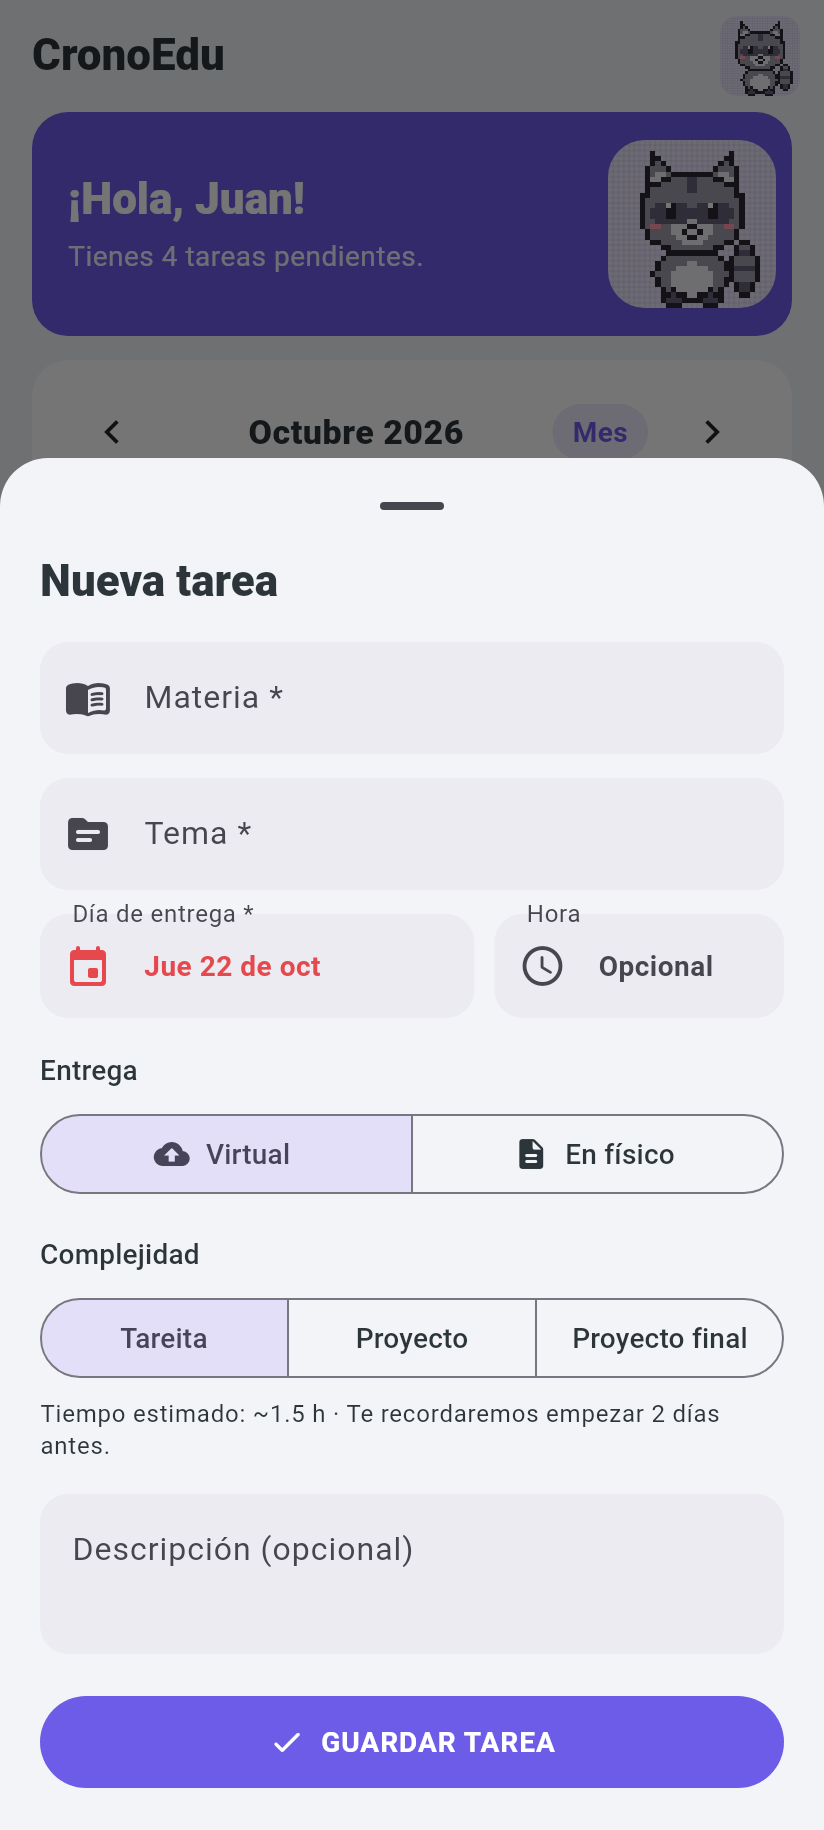 CronoEdu
¡Hola, Juan!
Tienes 4 tareas pendientes.
Octubre 2026
Mes
Nueva tarea
Materia *
Tema *
Día de entrega *
Jue 22 de oct
Hora
Opcional
Entrega
Virtual
En físico
Complejidad
Tareita
Proyecto
Proyecto final
Tiempo estimado: ~1.5 h · Te recordaremos empezar 2 días
antes.
Descripción (opcional)
GUARDAR TAREA